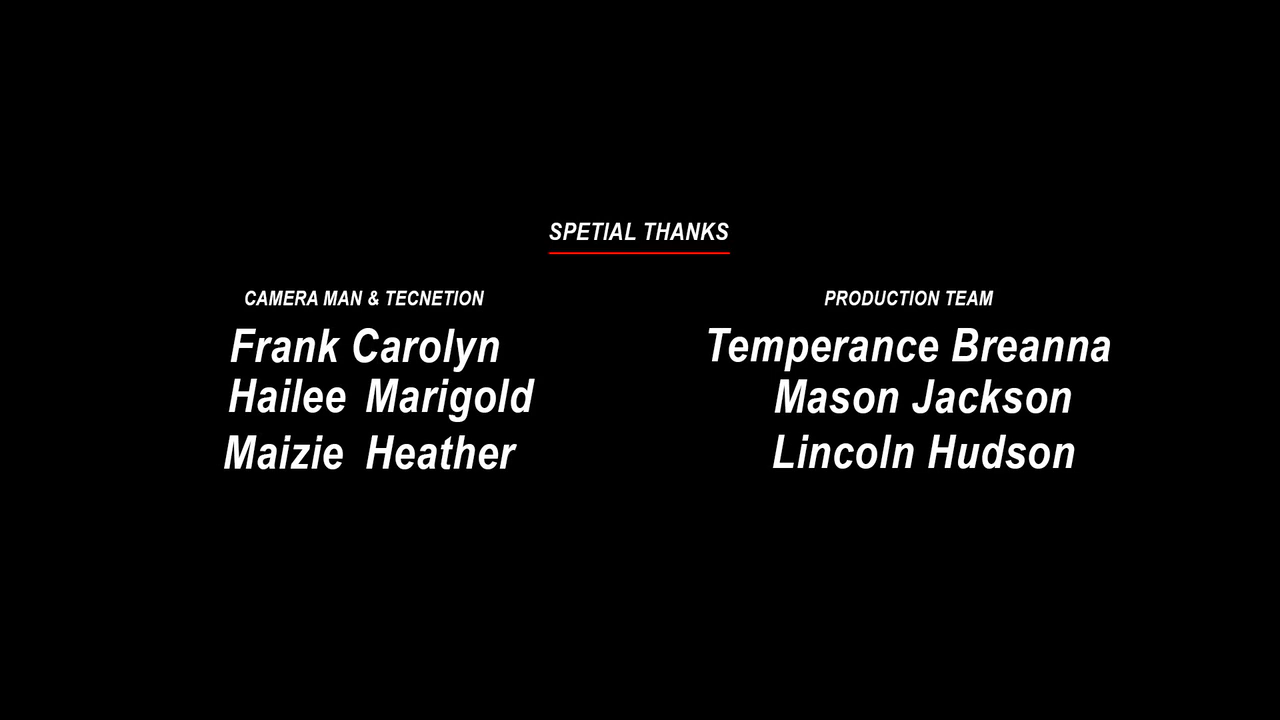 SPETIAL THANKS
CAMERA MAN & TECNETION
Frank Carolyn
Hailee Marigold
Maizie Heather
PRODUCTION TEAM
Temperance Breanna
Mason Jackson
Lincoln Hudson